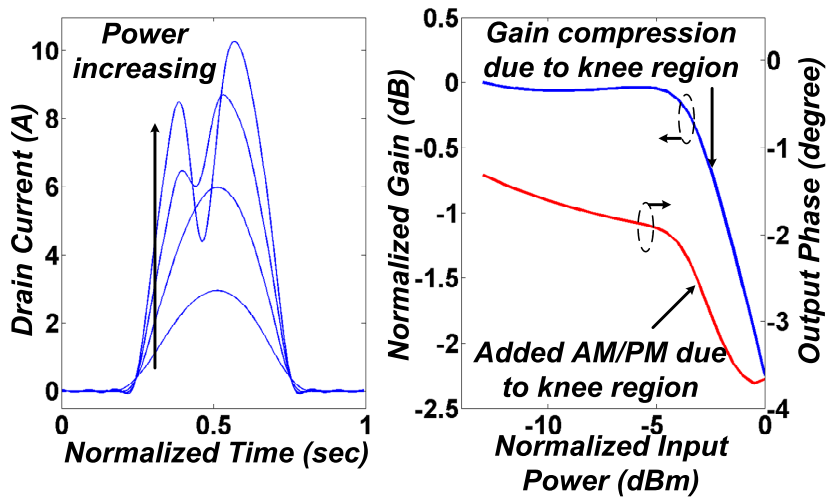 Power
increasing
10
8
6
4
2
0
0
0.5
1
Drain Current (A)
Normalized Time (sec)
Gain compression
due to knee region
0.5
0
-0.5
-1
-1.5
-2
-2.5
Normalized Gain (dB)
0
-1
-2
-3
-4
Output Phase (degree)
Added AM/PM due
to knee region
-10
-5
0
Normalized Input
Power (dBm)